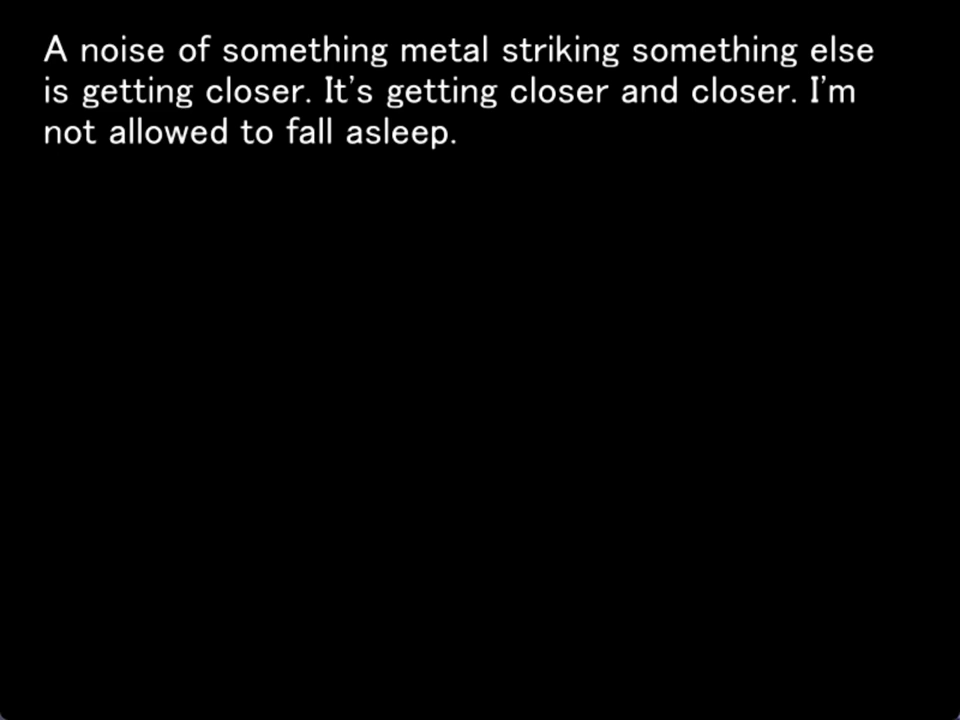 A noise of something metal striking something else
is getting closer. It's getting closer and closer. I'm
not allowed to fall asleep.